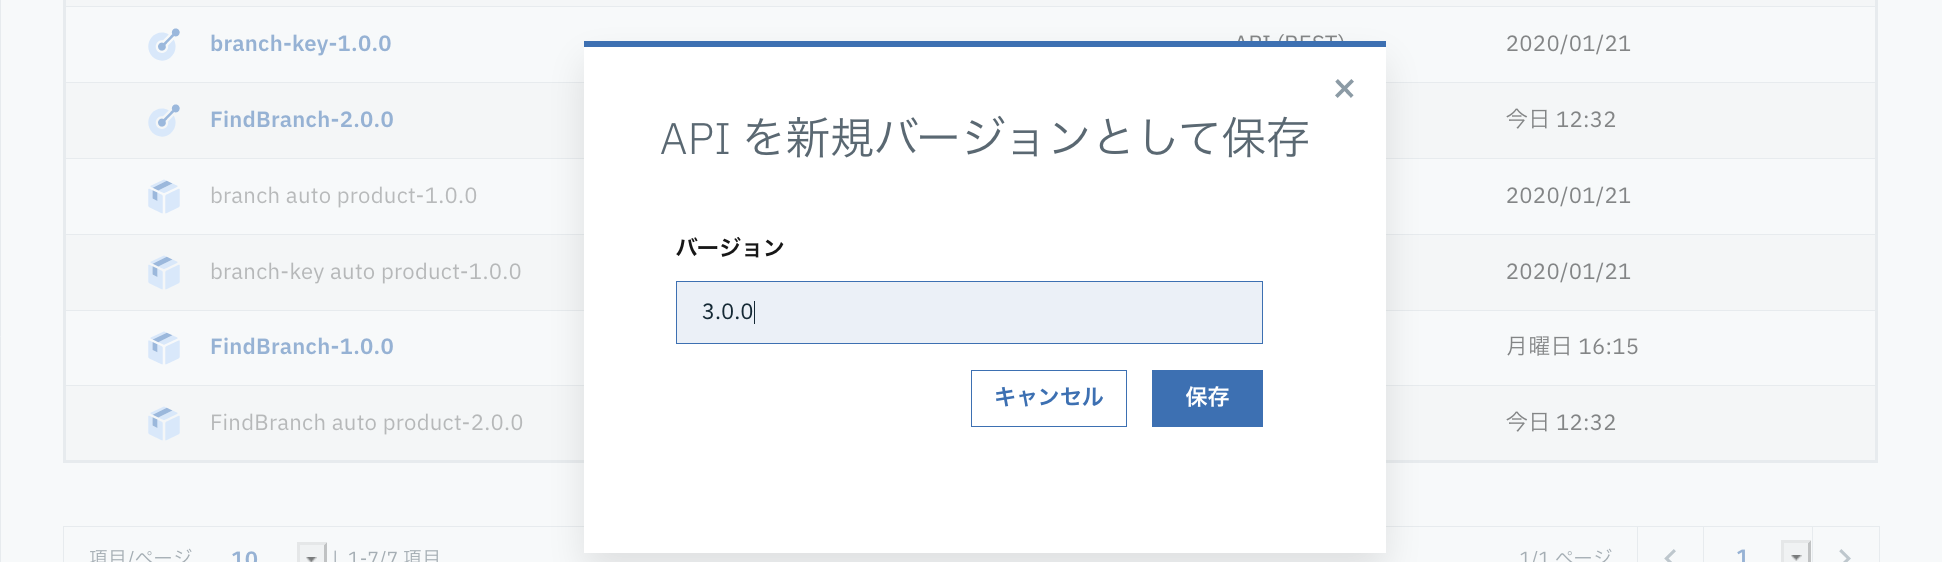 branch-key-1.0.0
API (REST)
2020/01/21
FindBranch-2.0.0
今日 12:32
branch auto product-1.0.0
2020/01/21
branch-key auto product-1.0.0
2020/01/21
FindBranch-1.0.0
月曜日 16:15
FindBranch auto product-2.0.0
今日 12:32
API を新規バージョンとして保存
バージョン
3.0.0
キャンセル
保存
項目/ページ 10 | 1-7/7 項目
1/1 ページ 1